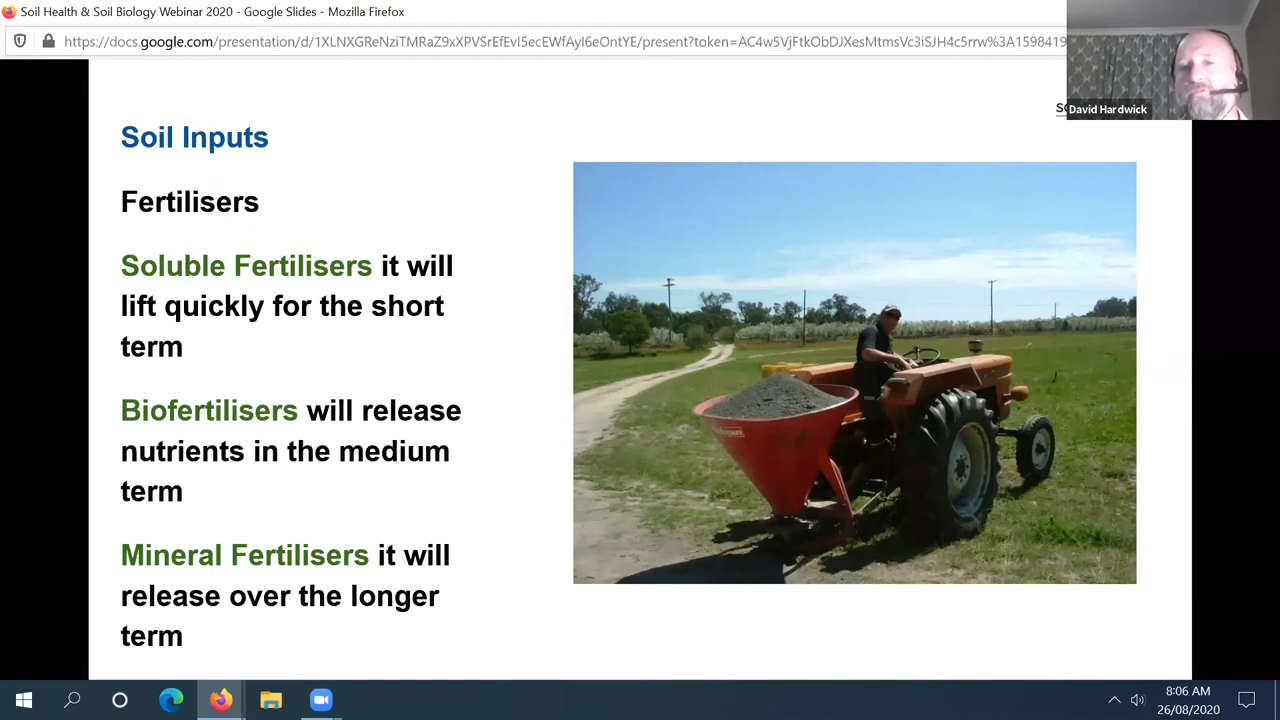 Soil Health & Soil Biology Webinar 2020 - Google Slides - Mozilla Firefox
https://docs.google.com/presentation/d/1XLNXGReNziTMRaZ9xXPVSrEfEvI5ecEWfAyI6eOntYE/present?token=AC4w5VjFtkObDJXesMtmsVc3iSJH4c5rrw%3A1598419
David Hardwick
Soil Inputs
Fertilisers
Soluble Fertilisers it will
lift quickly for the short
term
Biofertilisers will release
nutrients in the medium
term
Mineral Fertilisers it will
release over the longer
term
8:06 AM
26/08/2020